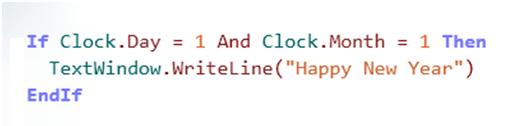 If Clock.Day = 1 And Clock.Month = 1 Then
  TextWindow.WriteLine("Happy New Year")
EndIf